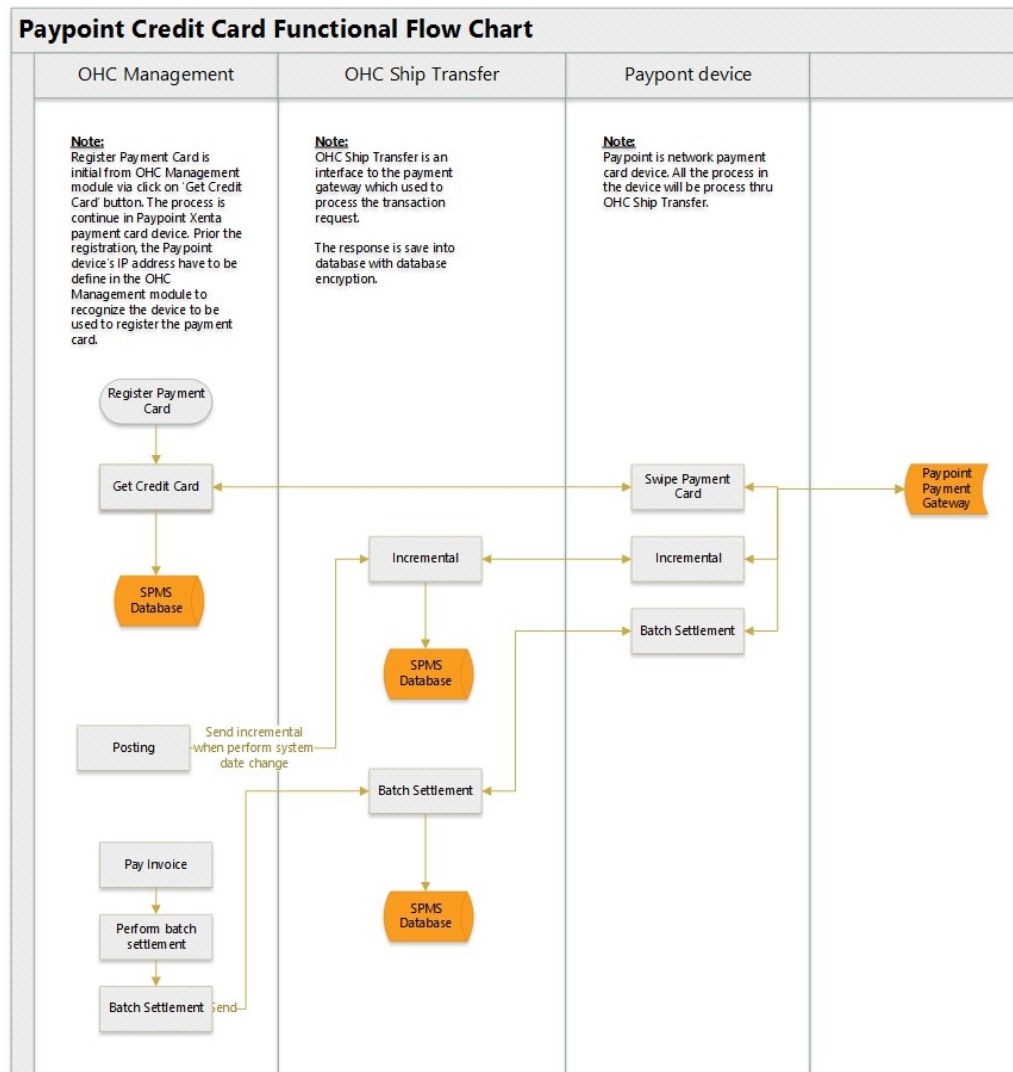 Paypoint Credit Card Functional Flow Chart
OHC Management
OHC Ship Transfer
Paypont device
Note:
Register Payment Card is
initial from OHC Management
module via click on 'Get Credit
Card' button. The process is
continue in Paypoint Xenta
payment card device. Prior the
registration, the Paypoint
device's IP address have to be
define in the OHC
Management module to
recognize the device to be
used to register the payment
card.
Note:
OHC Ship Transfer is an
interface to the payment
gateway which used to
process the transaction
request.
The response is save into
database with database
encryption.
Note:
Paypoint is network payment
card device. All the process in
the device will be process thru
OHC Ship Transfer.
Register Payment
Card
Get Credit Card
Swipe Payment
Card
Paypoint
Payment
Gateway
Incremental
Incremental
SPMS
Database
Batch Settlement
SPMS
Database
Posting
Send incremental
when perform system
date change
Batch Settlement
Pay Invoice
Perform batch
settlement
SPMS
Database
Batch Settlement
Send